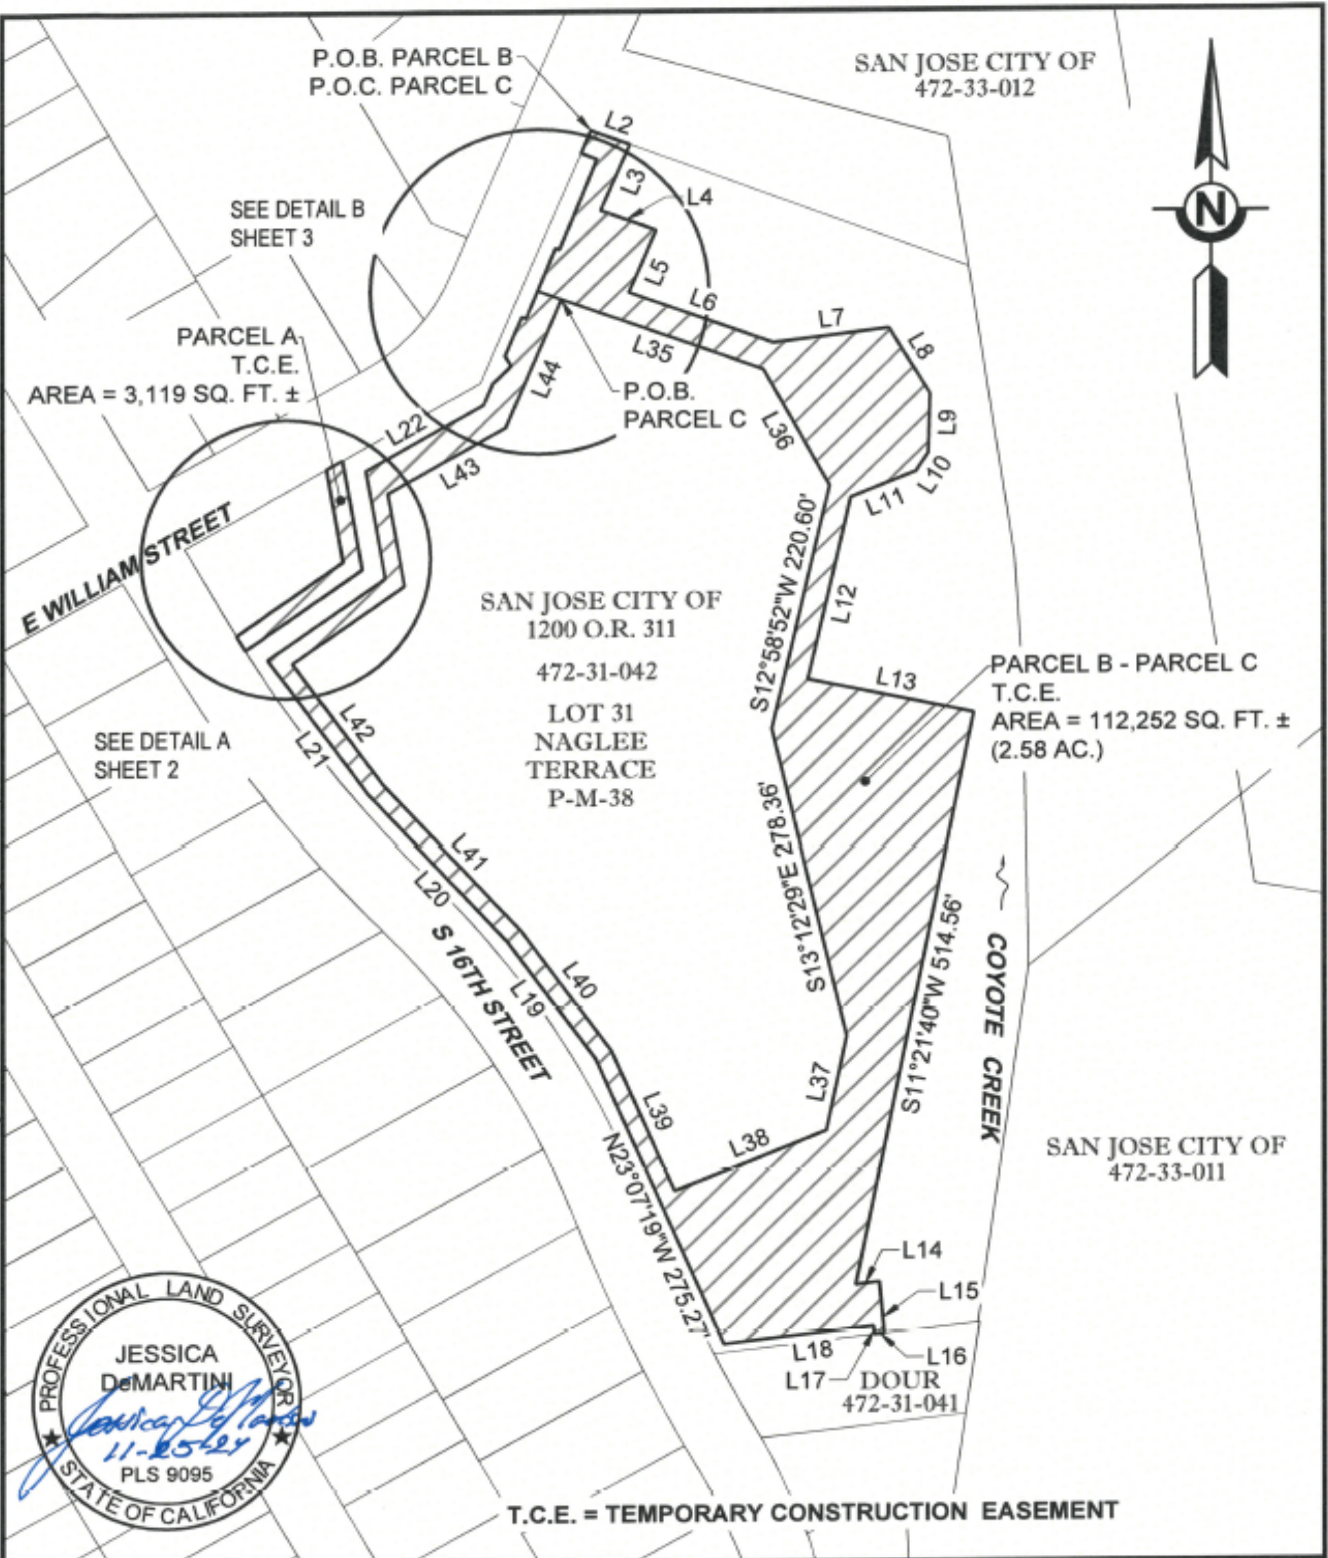 P.O.B. PARCEL B
P.O.C. PARCEL C
SAN JOSE CITY OF
472-33-012
N
L2
L3
L4
SEE DETAIL B
SHEET 3
L5
L6
L7
L8
PARCEL A
T.C.E.
AREA = 3,119 SQ. FT. ±
L35
L44
P.O.B.
PARCEL C
L36
L9
L22
L43
L10
L11
E WILLIAM STREET
S12°58'52"W 220.60'
L12
SAN JOSE CITY OF
1200 O.R. 311
472-31-042
LOT 31
NAGLEE
TERRACE
P-M-38
L13
PARCEL B - PARCEL C
T.C.E.
AREA = 112,252 SQ. FT. ±
(2.58 AC.)
SEE DETAIL A
SHEET 2
L42
L21
L41
L20
S 16TH STREET
L40
L19
S13°12'29"E 278.36'
S11°21'40"W 514.56'
COYOTE CREEK
L37
L39
L38
N23°07'19"W 275.27'
SAN JOSE CITY OF
472-33-011
L14
L15
L16
L18
L17
DOUR
472-31-041
PROFESSIONAL LAND SURVEYOR
JESSICA
DeMARTINI
11-25-24
PLS 9095
STATE OF CALIFORNIA
T.C.E. = TEMPORARY CONSTRUCTION EASEMENT